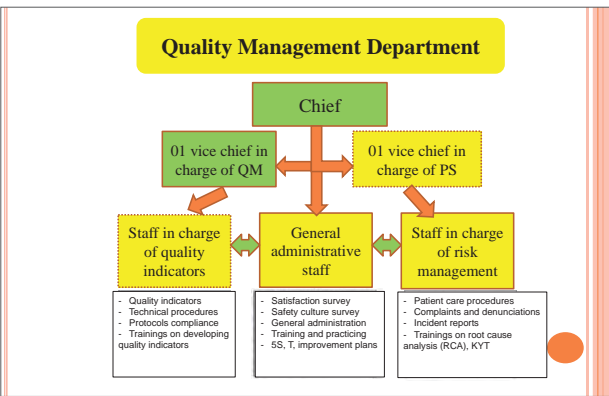 Quality Management Department
Chief
01 vice chief in
charge of QM
01 vice chief in
charge of PS
Staff in charge
of quality
indicators
General
administrative
staff
Staff in charge
of risk
management
- Quality indicators
- Technical procedures
- Protocols compliance
- Trainings on developing
quality indicators
- Satisfaction survey
- Safety culture survey
- General administration
- Training and practicing
- 5S, T, improvement plans
- Patient care procedures
- Complaints and denunciations
- Incident reports
- Trainings on root cause
analysis (RCA), KYT